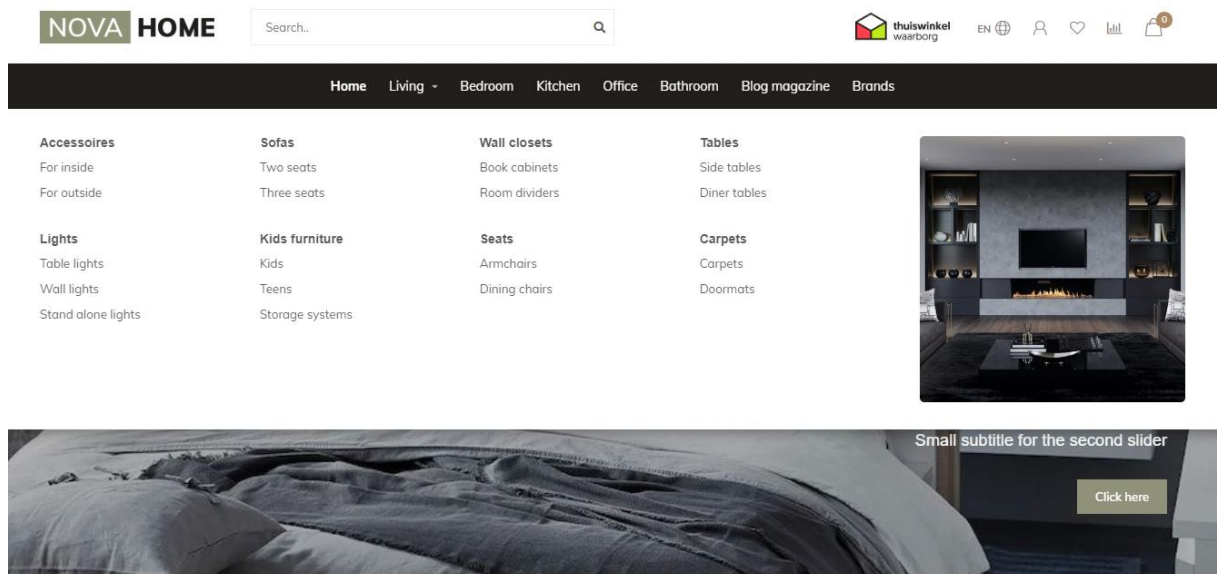 NOVA HOME
Search..
thuiswinkel
waarborg
EN
0
Home Living Bedroom Kitchen Office Bathroom Blog magazine Brands
Accessoires
For inside
For outside
Sofas
Two seats
Three seats
Wall closets
Book cabinets
Room dividers
Tables
Side tables
Diner tables
Lights
Table lights
Wall lights
Stand alone lights
Kids furniture
Kids
Teens
Storage systems
Seats
Armchairs
Dining chairs
Carpets
Carpets
Doormats
Small subtitle for the second slider
Click here